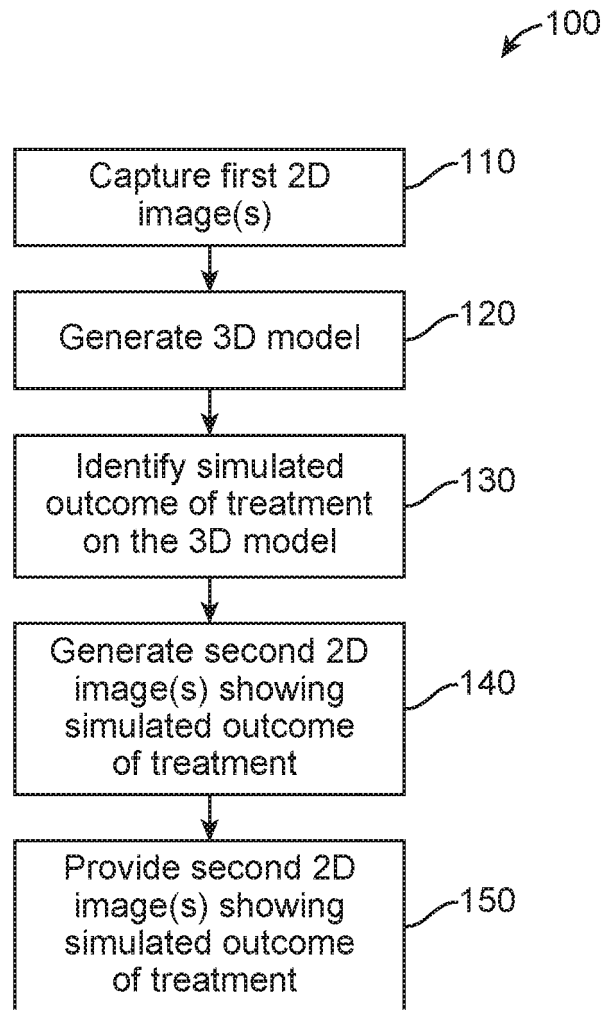 100
Capture first 2D
image(s)
110
Generate 3D model
120
Identify simulated
outcome of treatment
on the 3D model
130
Generate second 2D
image(s) showing
simulated outcome
of treatment
140
Provide second 2D
image(s) showing
simulated outcome
of treatment
150